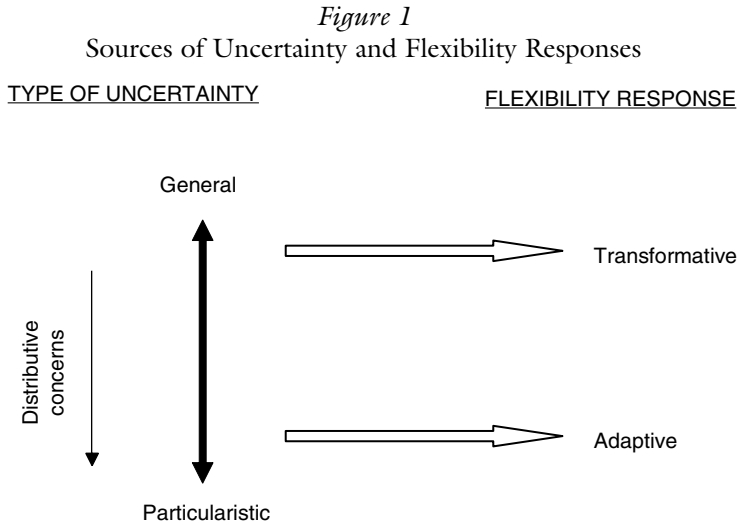 Figure 1
Sources of Uncertainty and Flexibility Responses
TYPE OF UNCERTAINTY
FLEXIBILITY RESPONSE
General
Transformative
Distributive
concerns
Adaptive
Particularistic